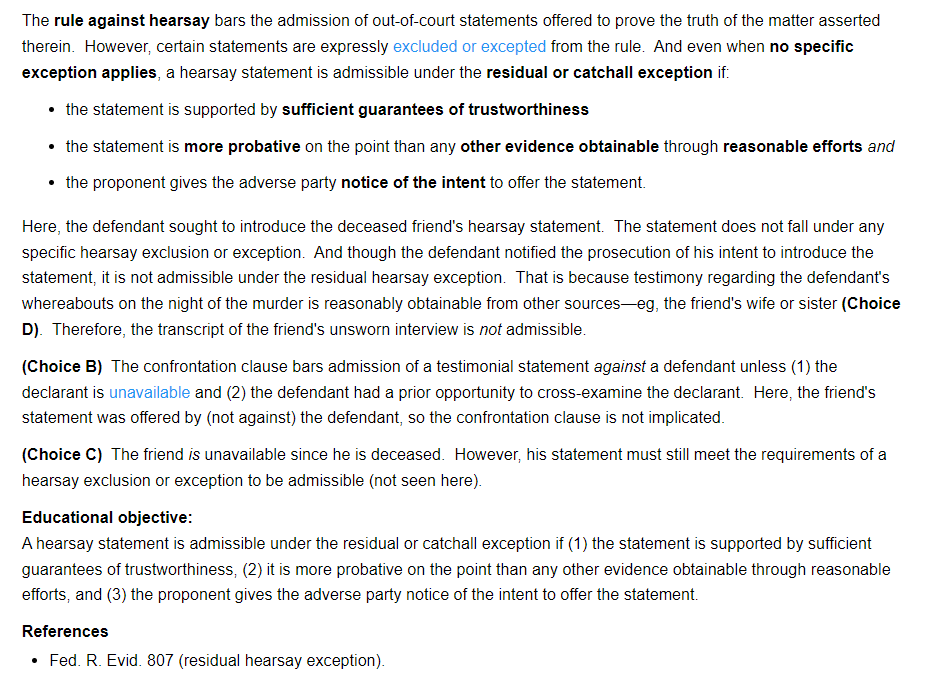 The rule against hearsay bars the admission of out-of-court statements offered to prove the truth of the matter asserted
therein. However, certain statements are expressly excluded or excepted from the rule. And even when no specific
exception applies, a hearsay statement is admissible under the residual or catchall exception if:
• the statement is supported by sufficient guarantees of trustworthiness
• the statement is more probative on the point than any other evidence obtainable through reasonable efforts and
• the proponent gives the adverse party notice of the intent to offer the statement.
Here, the defendant sought to introduce the deceased friend's hearsay statement. The statement does not fall under any
specific hearsay exclusion or exception. And though the defendant notified the prosecution of his intent to introduce the
statement, it is not admissible under the residual hearsay exception. That is because testimony regarding the defendant's
whereabouts on the night of the murder is reasonably obtainable from other sources—eg, the friend's wife or sister (Choice
D). Therefore, the transcript of the friend's unsworn interview is not admissible.
(Choice B) The confrontation clause bars admission of a testimonial statement against a defendant unless (1) the
declarant is unavailable and (2) the defendant had a prior opportunity to cross-examine the declarant. Here, the friend's
statement was offered by (not against) the defendant, so the confrontation clause is not implicated.
(Choice C) The friend is unavailable since he is deceased. However, his statement must still meet the requirements of a
hearsay exclusion or exception to be admissible (not seen here).
Educational objective:
A hearsay statement is admissible under the residual or catchall exception if (1) the statement is supported by sufficient
guarantees of trustworthiness, (2) it is more probative on the point than any other evidence obtainable through reasonable
efforts, and (3) the proponent gives the adverse party notice of the intent to offer the statement.
References
• Fed. R. Evid. 807 (residual hearsay exception).